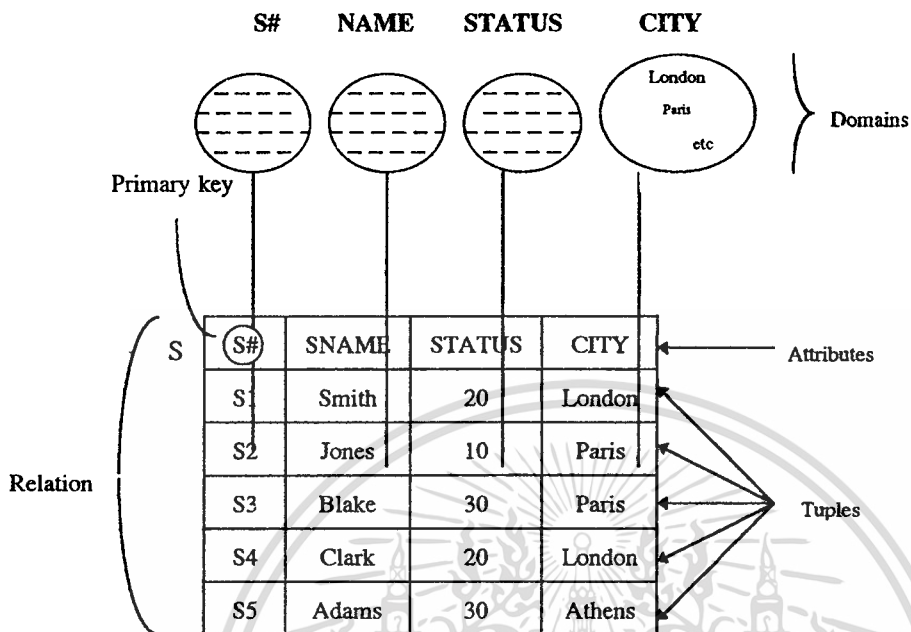 S# NAME STATUS CITY
London
Paris
etc
Domains
Primary key
S S# SNAME STATUS CITY Attributes
S1 Smith 20 London
S2 Jones 10 Paris
Relation
S3 Blake 30 Paris Tuples
S4 Clark 20 London
S5 Adams 30 Athens